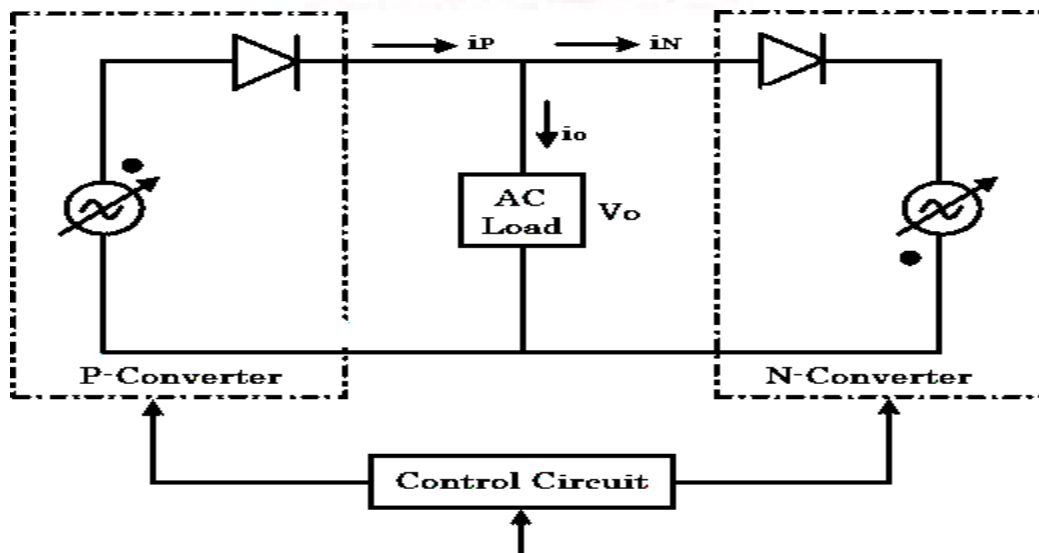 iP
iN
io
AC
Load
Vo
P-Converter
N-Converter
Control Circuit